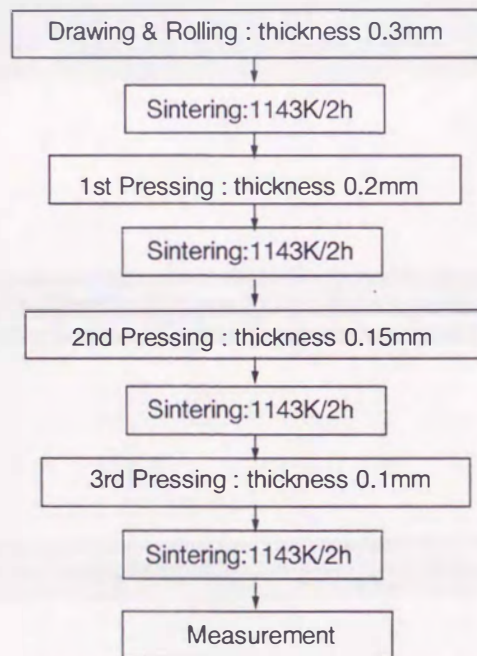 Drawing & Rolling : thickness 0.3mm
Sintering:1143K/2h
1st Pressing : thickness 0.2mm
Sintering:1143K/2h
2nd Pressing : thickness 0.15mm
Sintering:1143K/2h
3rd Pressing : thickness 0.1mm
Sintering:1143K/2h
Measurement